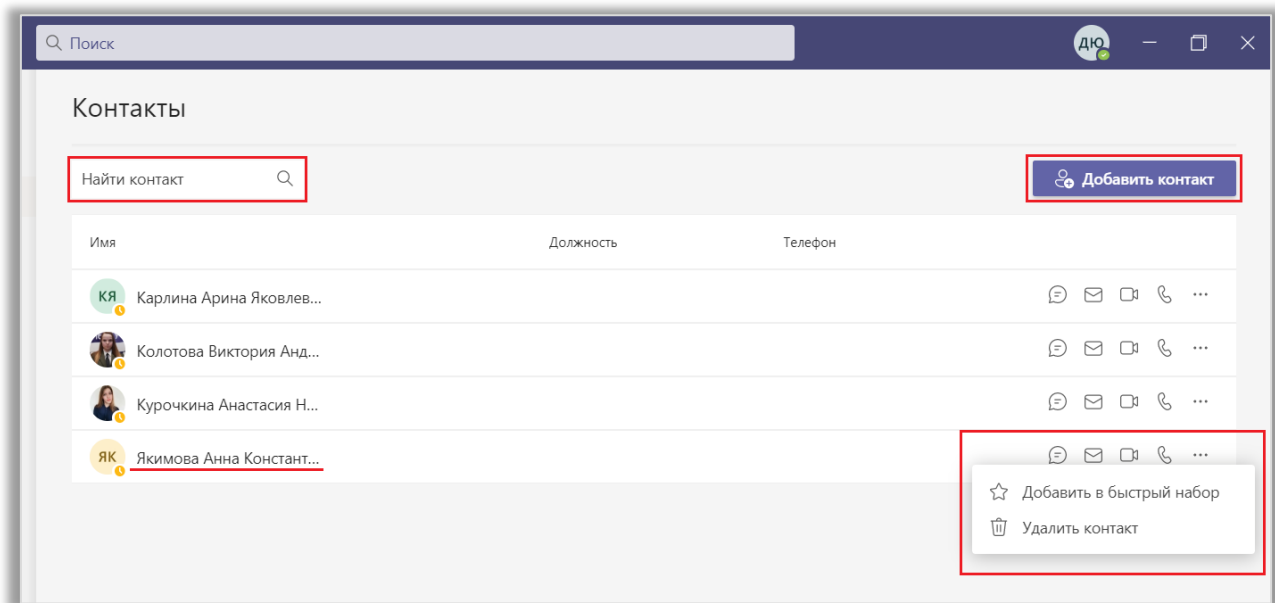 Поиск
ДЮ
Контакты
Найти контакт
Добавить контакт
Имя Должность Телефон
КЯ Карлина Арина Яковлев...
Колотова Виктория Анд...
Курочкина Анастасия Н...
ЯК Якимова Анна Констант...
Добавить в быстрый набор
Удалить контакт